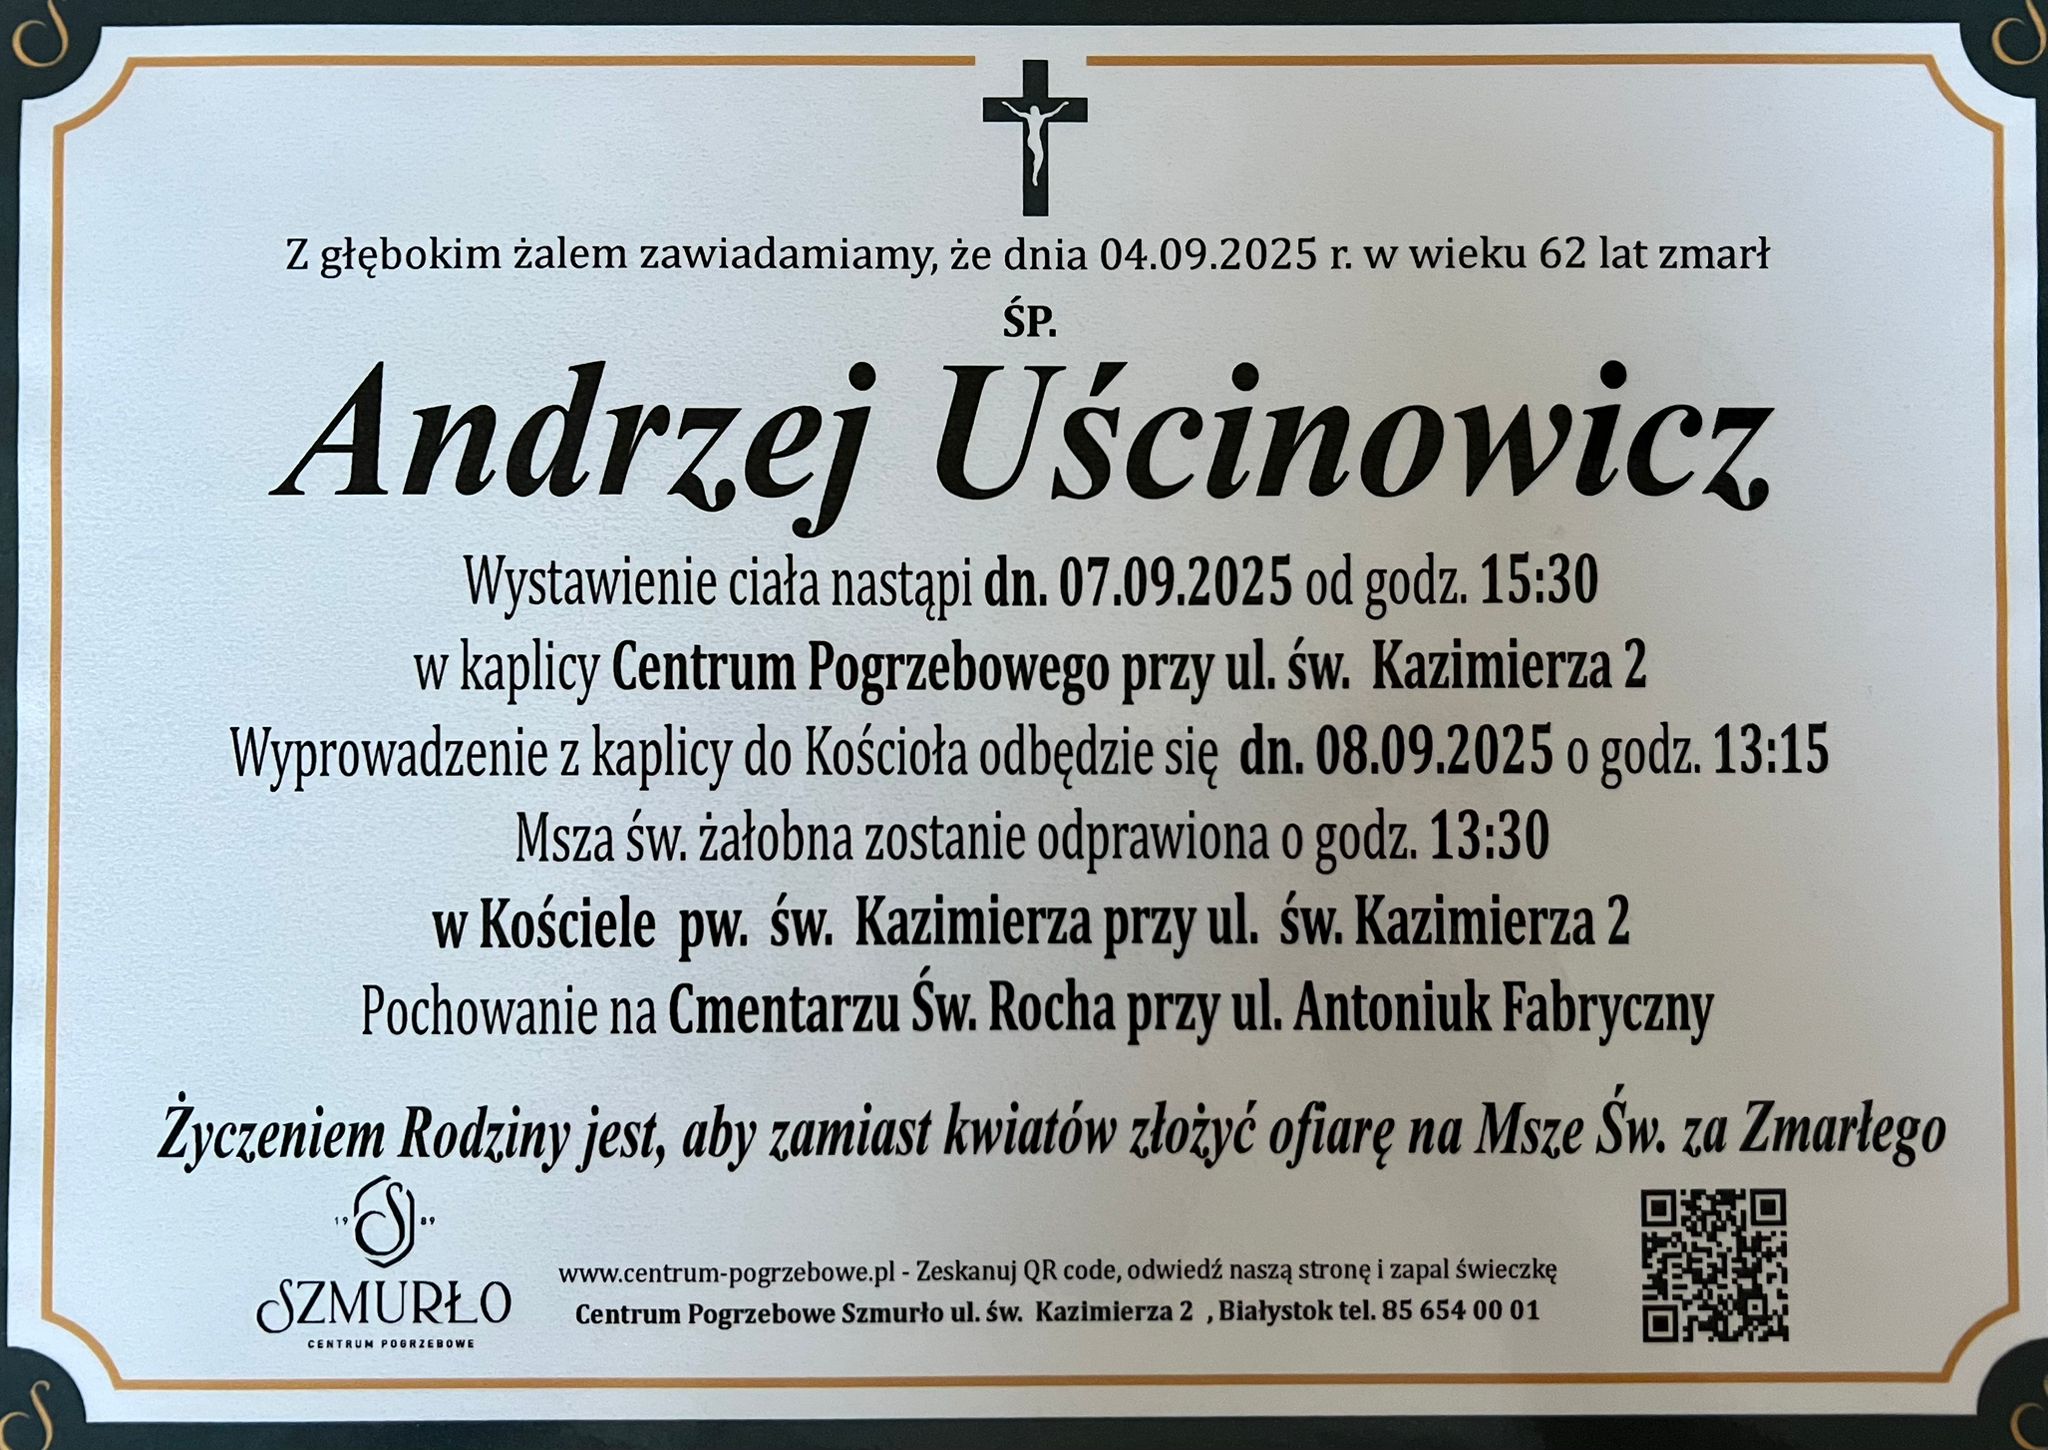 Z głębokim żalem zawiadamiamy, że dnia 04.09.2025 r. w wieku 62 lat zmarł
ŚP.
Andrzej Uścinowicz
Wystawienie ciała nastąpi dn. 07.09.2025 od godz. 15:30
w kaplicy Centrum Pogrzebowego przy ul. św. Kazimierza 2
Wyprowadzenie z kaplicy do Kościoła odbędzie się dn. 08.09.2025 o godz. 13:15
Msza św. żałobna zostanie odprawiona o godz. 13:30
w Kościele pw. św. Kazimierza przy ul. św. Kazimierza 2
Pochowanie na Cmentarzu Św. Rocha przy ul. Antoniuk Fabryczny
Życzeniem Rodziny jest, aby zamiast kwiatów złożyć ofiarę na Msze Św. za Zmarłego
19 S 89
SZMURŁO
CENTRUM POGRZEBOWE
www.centrum-pogrzebowe.pl - Zeskanuj QR code, odwiedź naszą stronę i zapal świeczkę
Centrum Pogrzebowe Szmurło ul. św. Kazimierza 2 , Białystok tel. 85 654 00 01